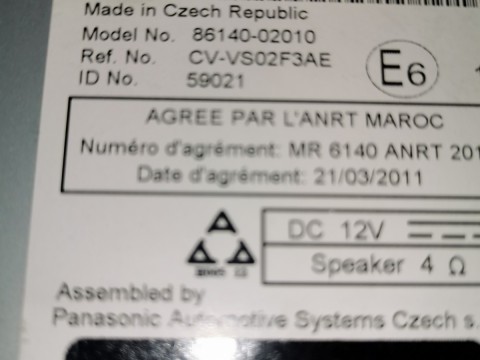 Made in Czech Republic
Model No. 86140-02010
Ref. No. CV-VS02F3AE
ID No. 59021
E6
AGREE PAR L'ANRT MAROC
Numéro d'agrément: MR 6140 ANRT 201
Date d'agrément: 21/03/2011
DC 12V
Speaker 4 Ω
Assembled by
Panasonic Automotive Systems Czech s.